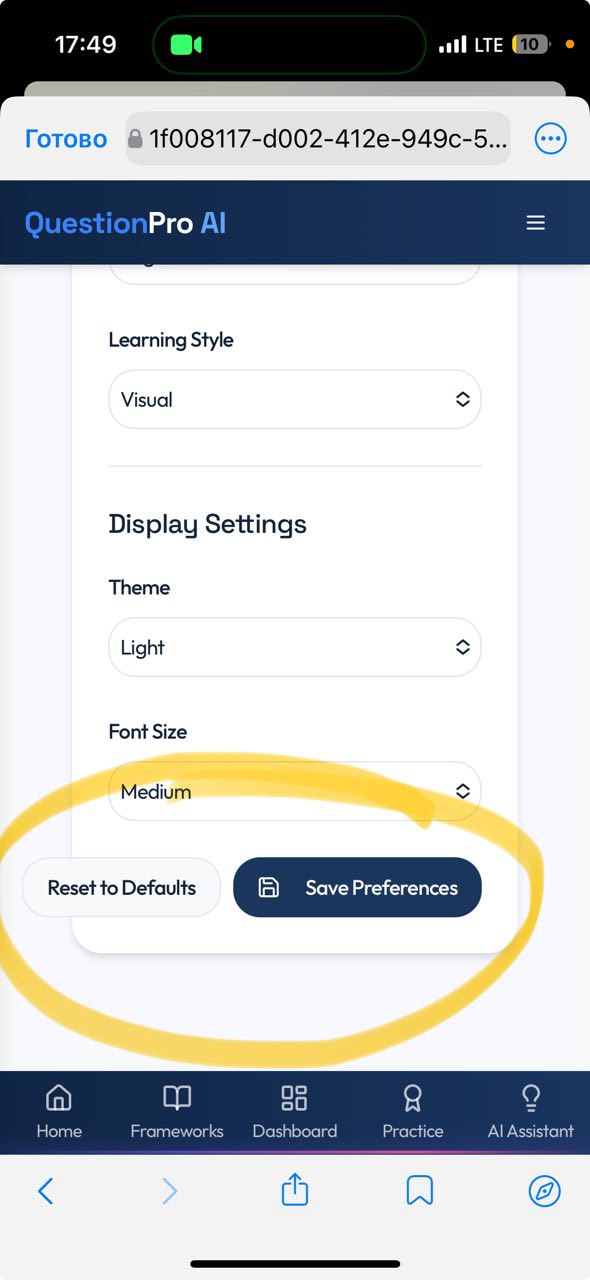 17:49
LTE 10
Готово
1f008117-d002-412e-949c-5...
QuestionPro AI
Learning Style
Visual
Display Settings
Theme
Light
Font Size
Medium
Reset to Defaults
Save Preferences
Home Frameworks Dashboard Practice AI Assistant